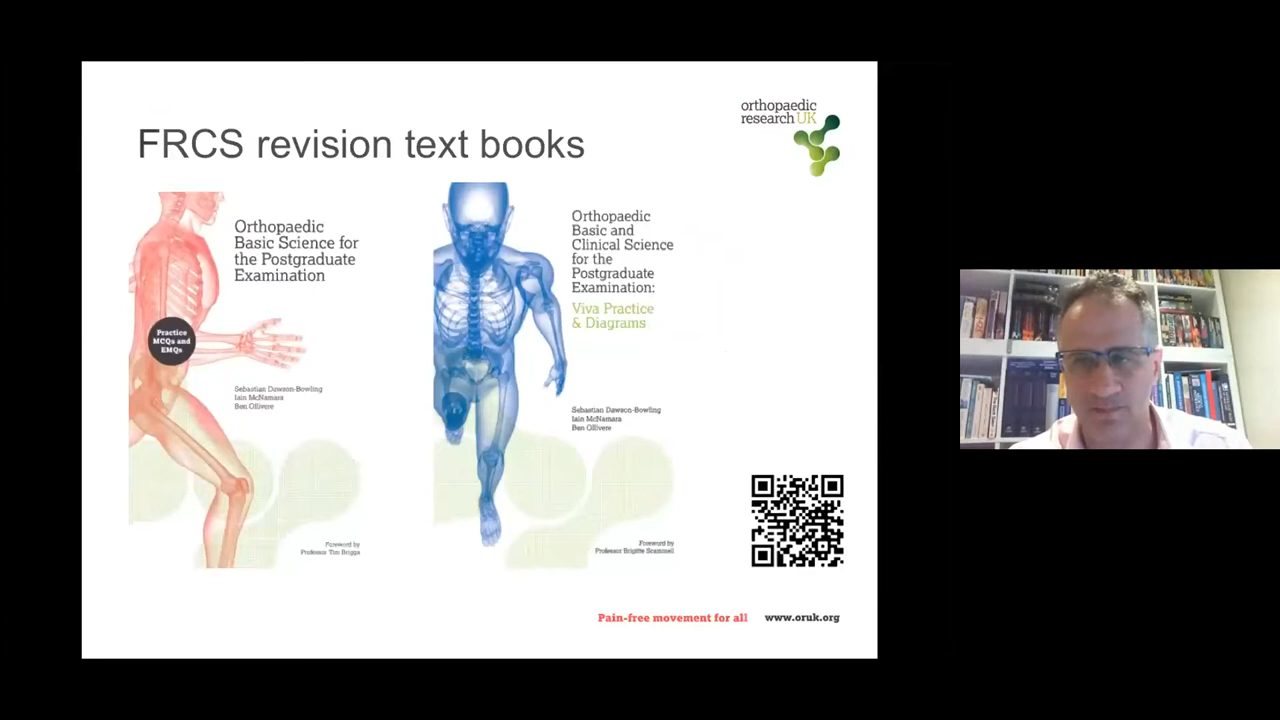 orthopaedic
research UK
FRCS revision text books
Orthopaedic
Basic Science for
the Postgraduate
Examination
Practice
MCQs and
EMQs
Sebastian Dawson-Bowling
Iain McNamara
Ben Ollivere
Foreword by
Professor Tim Briggs
Orthopaedic
Basic and
Clinical Science
for the
Postgraduate
Examination:
Viva Practice
& Diagrams
Sebastian Dawson-Bowling
Iain McNamara
Ben Ollivere
Foreword by
Professor Brigitte Scammell
Pain-free movement for all www.oruk.org